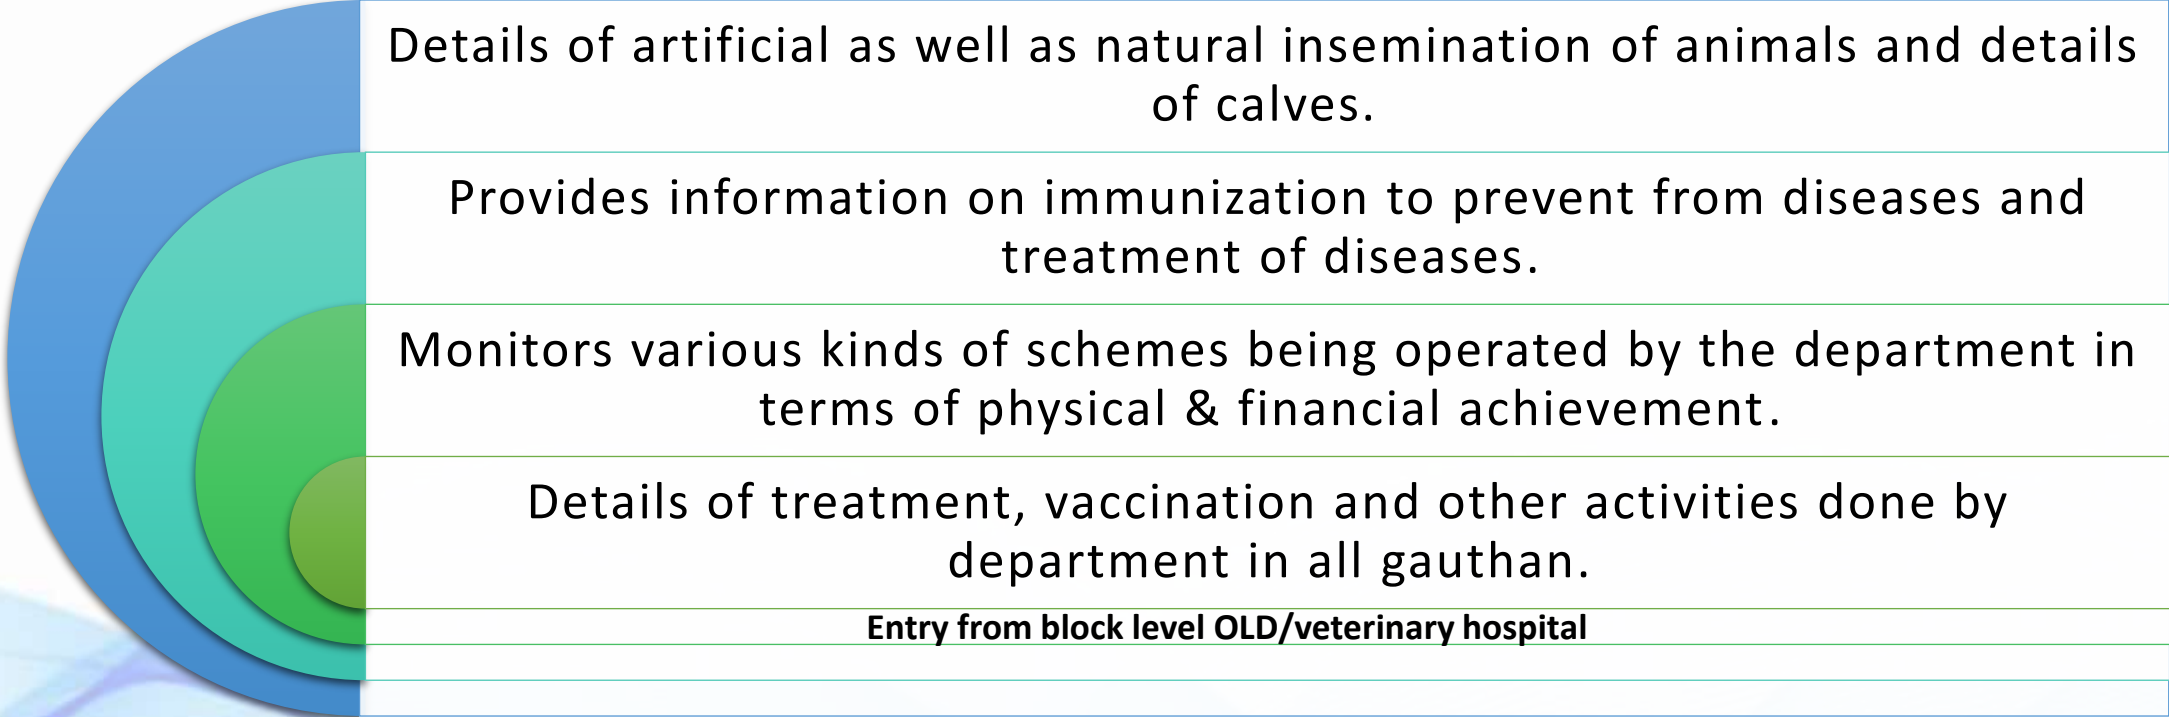 Details of artificial as well as natural insemination of animals and details
of calves.
Provides information on immunization to prevent from diseases and
treatment of diseases.
Monitors various kinds of schemes being operated by the department in
terms of physical & financial achievement.
Details of treatment, vaccination and other activities done by
department in all gauthan.
Entry from block level OLD/veterinary hospital